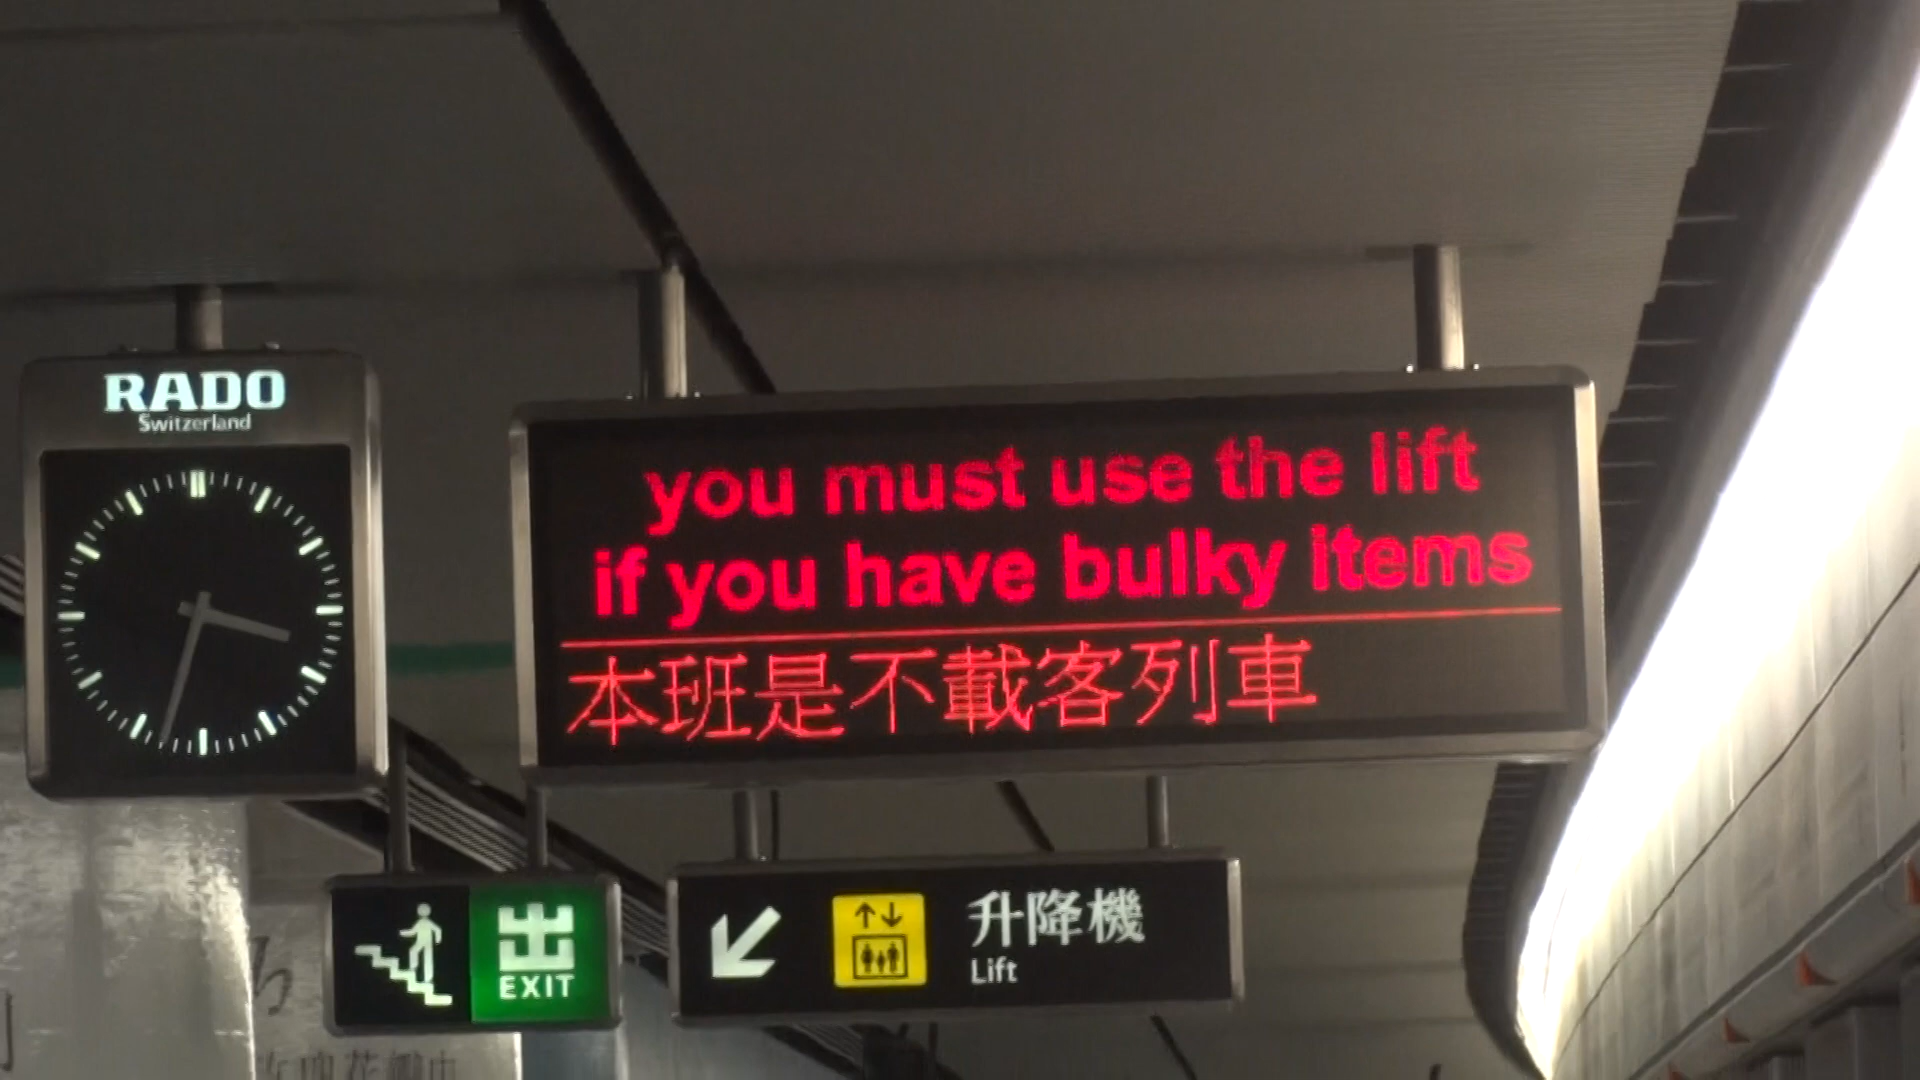 RADO
Switzerland
you must use the lift
if you have bulky items
本班是不載客列車
出
EXIT
升降機
Lift